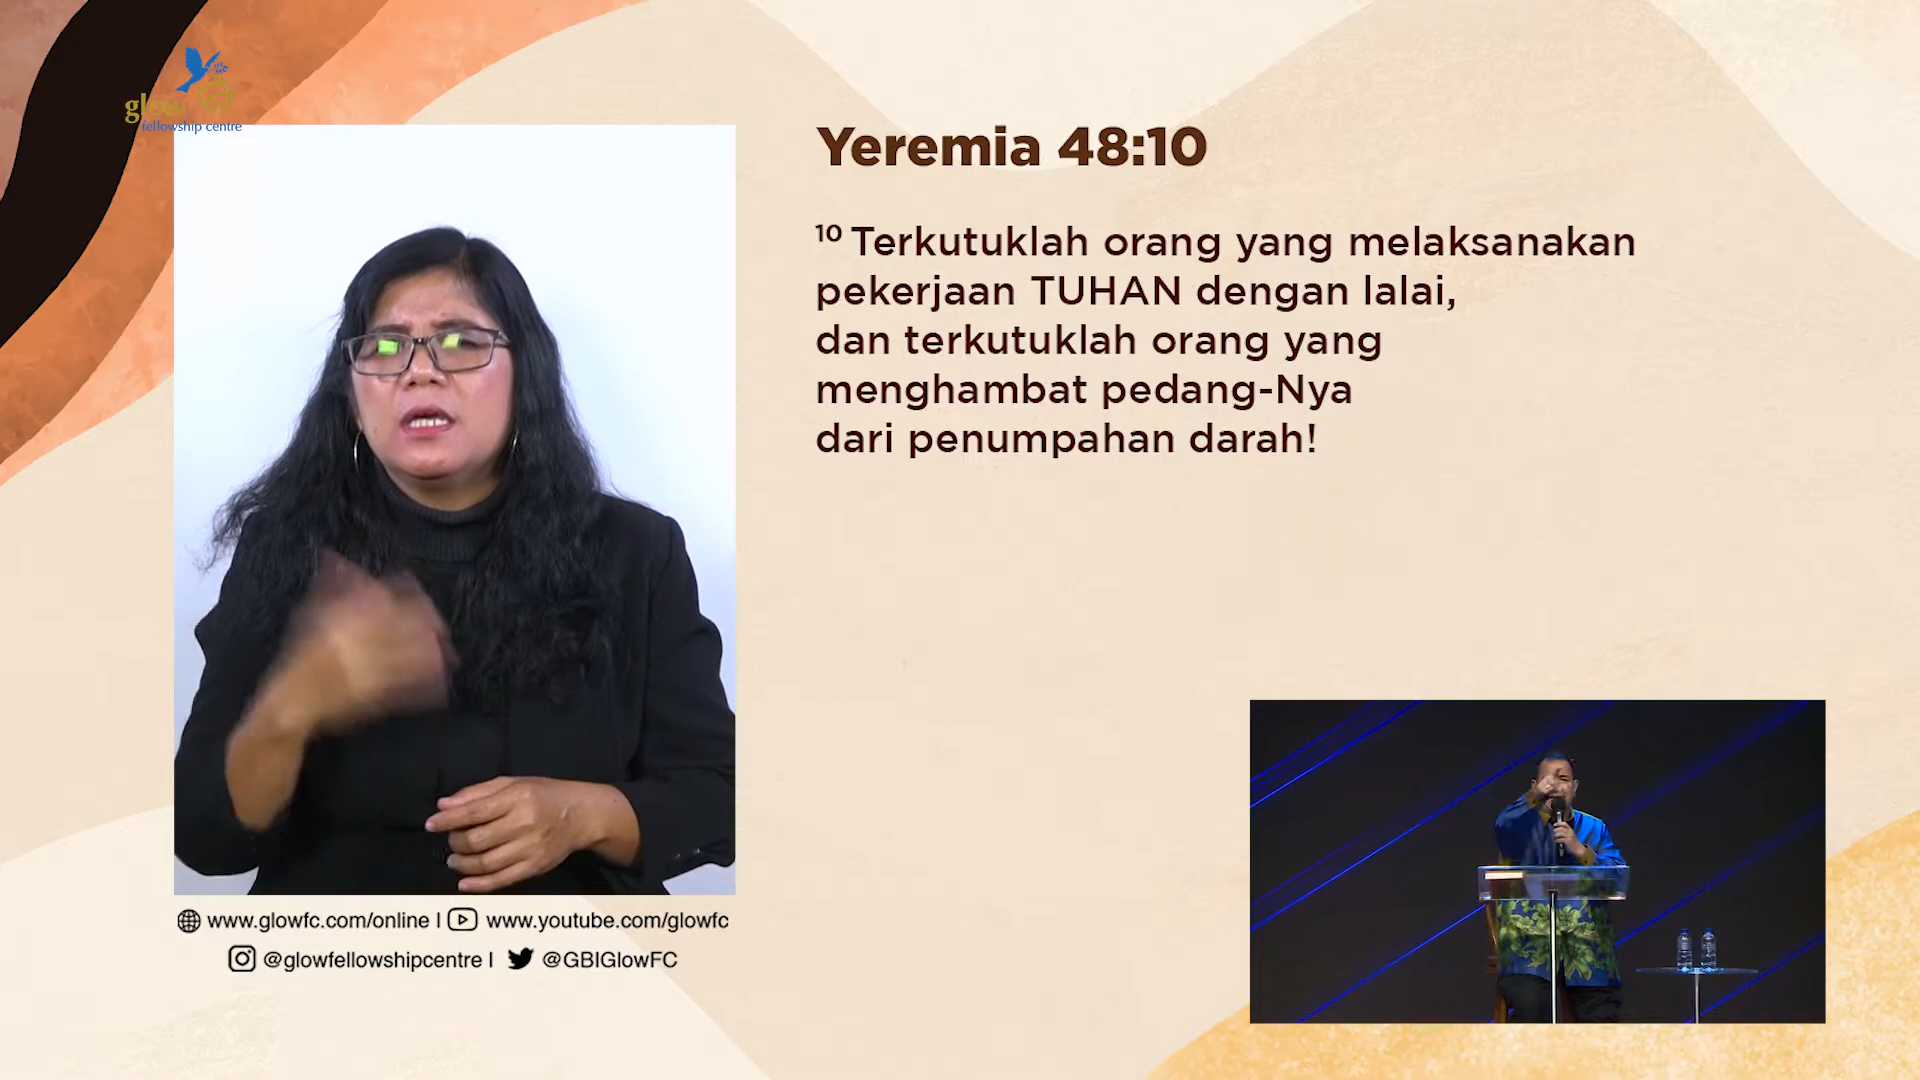 glow
fellowship centre
Yeremia 48:10
10 Terkutuklah orang yang melaksanakan
pekerjaan TUHAN dengan lalai,
dan terkutuklah orang yang
menghambat pedang-Nya
dari penumpahan darah!
www.glowfc.com/online I www.youtube.com/glowfc
@glowfellowshipcentre I @GBIGlowFC